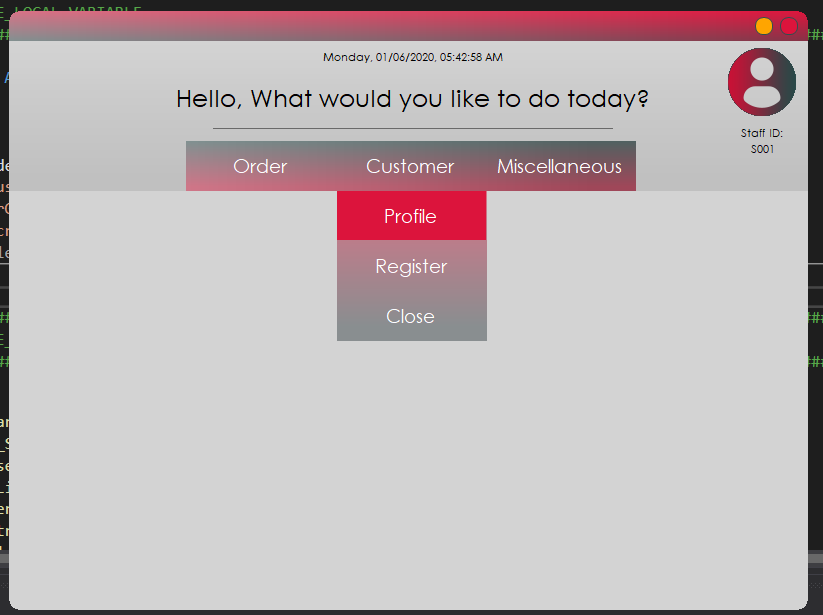 E_LOCAL_VARIABLE
Monday, 01/06/2020, 05:42:58 AM
Hello, What would you like to do today?
Staff ID:
S001
Order
Customer
Miscellaneous
Profile
Register
Close